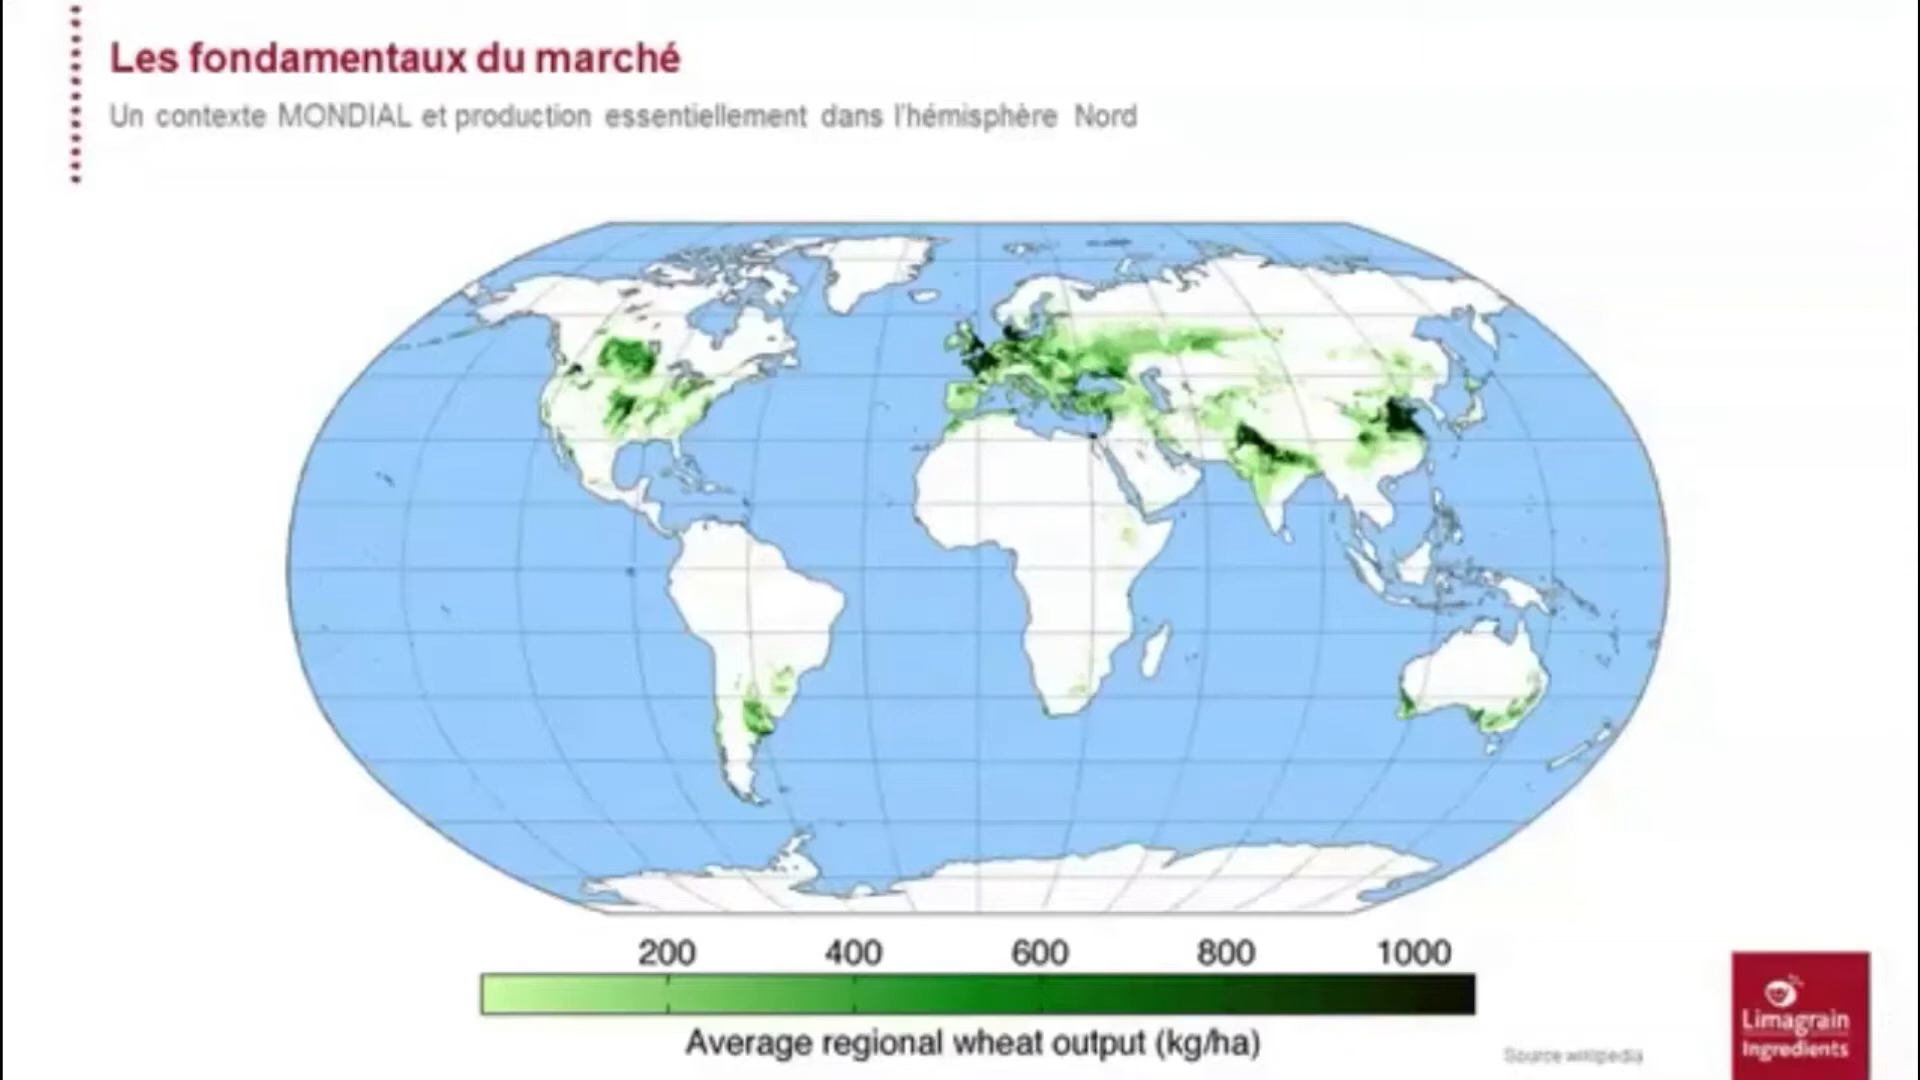 Les fondamentaux du marché
Un contexte MONDIAL et production essentiellement dans l'hémisphère Nord
200 400 600 800 1000
Average regional wheat output (kg/ha)
Source wikipedia
Limagrain
Ingredients